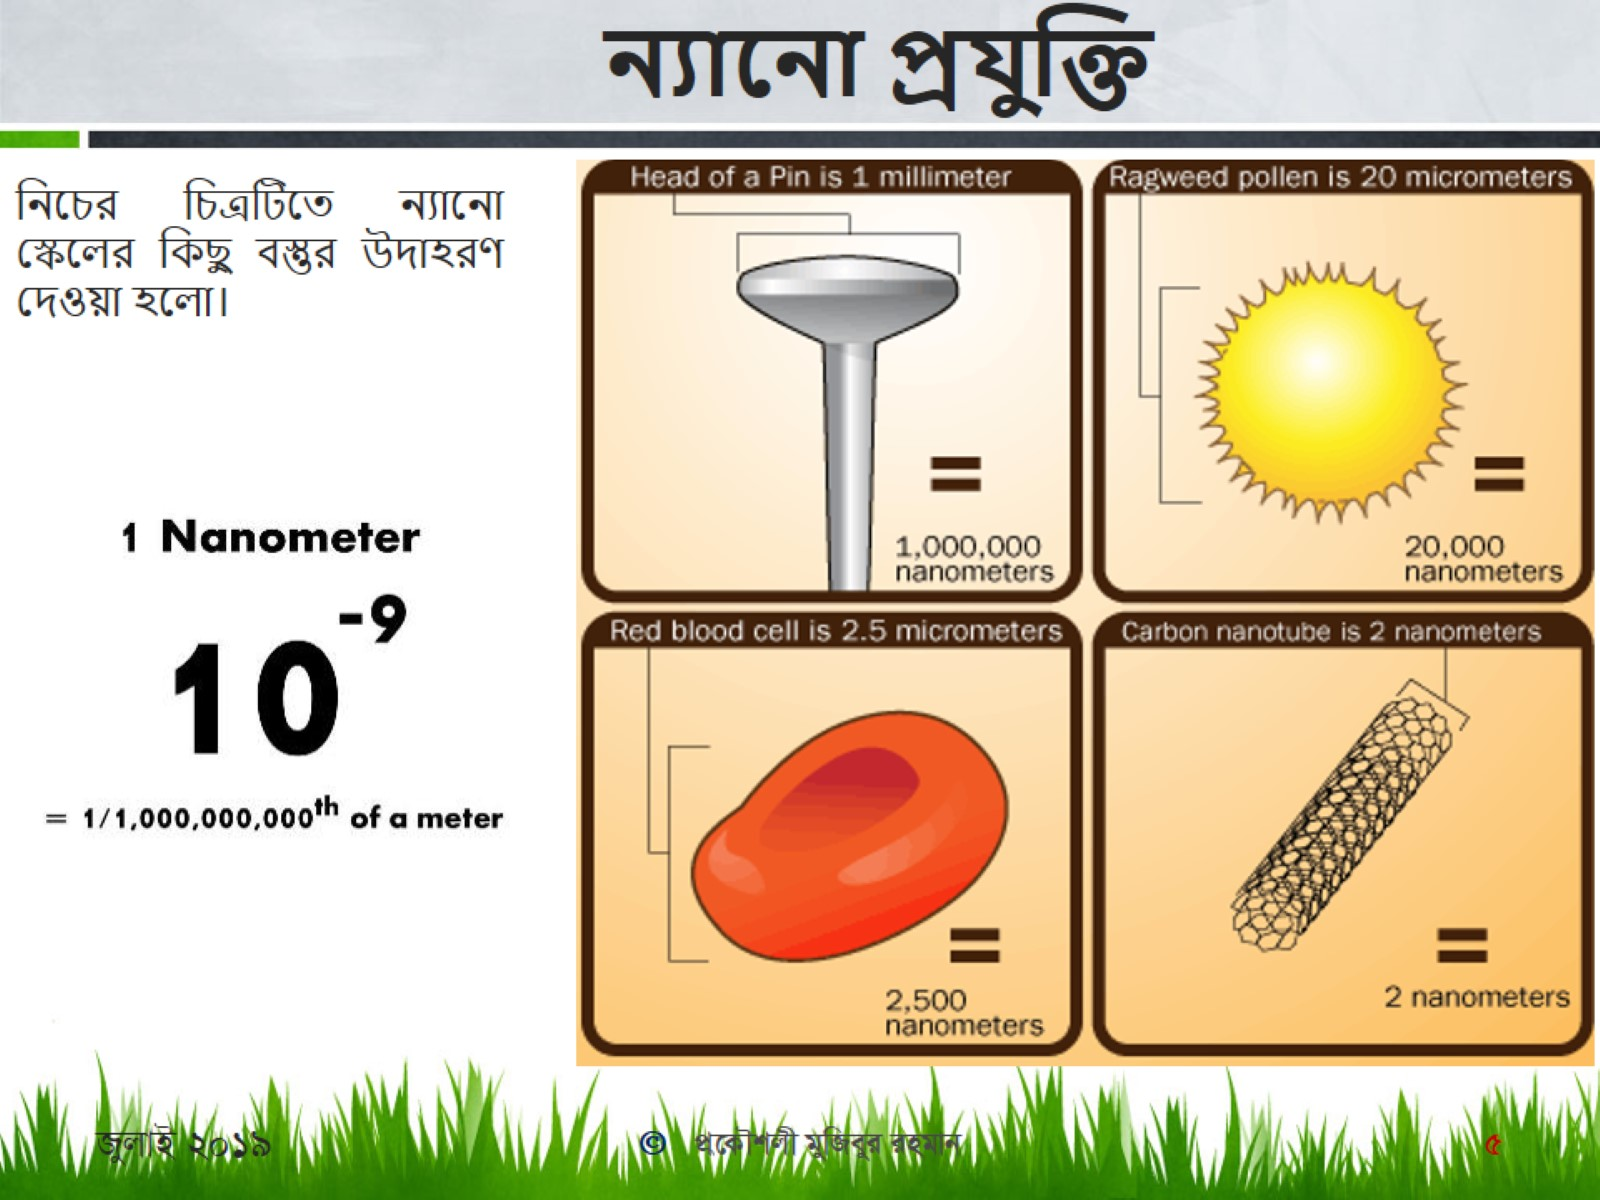 ন্যানো প্রযুক্তি
নিচের চিত্রটিতে ন্যানো
স্কেলের কিছু বস্তুর উদাহরণ
দেওয়া হলো।
1 Nanometer
10^-9
= 1/1,000,000,000th of a meter
Head of a Pin is 1 millimeter
=
1,000,000
nanometers
Ragweed pollen is 20 micrometers
=
20,000
nanometers
Red blood cell is 2.5 micrometers
=
2,500
nanometers
Carbon nanotube is 2 nanometers
=
2 nanometers
জুলাই ২০১৯
© প্রকৌশলী মুজিবুর রহমান
৫